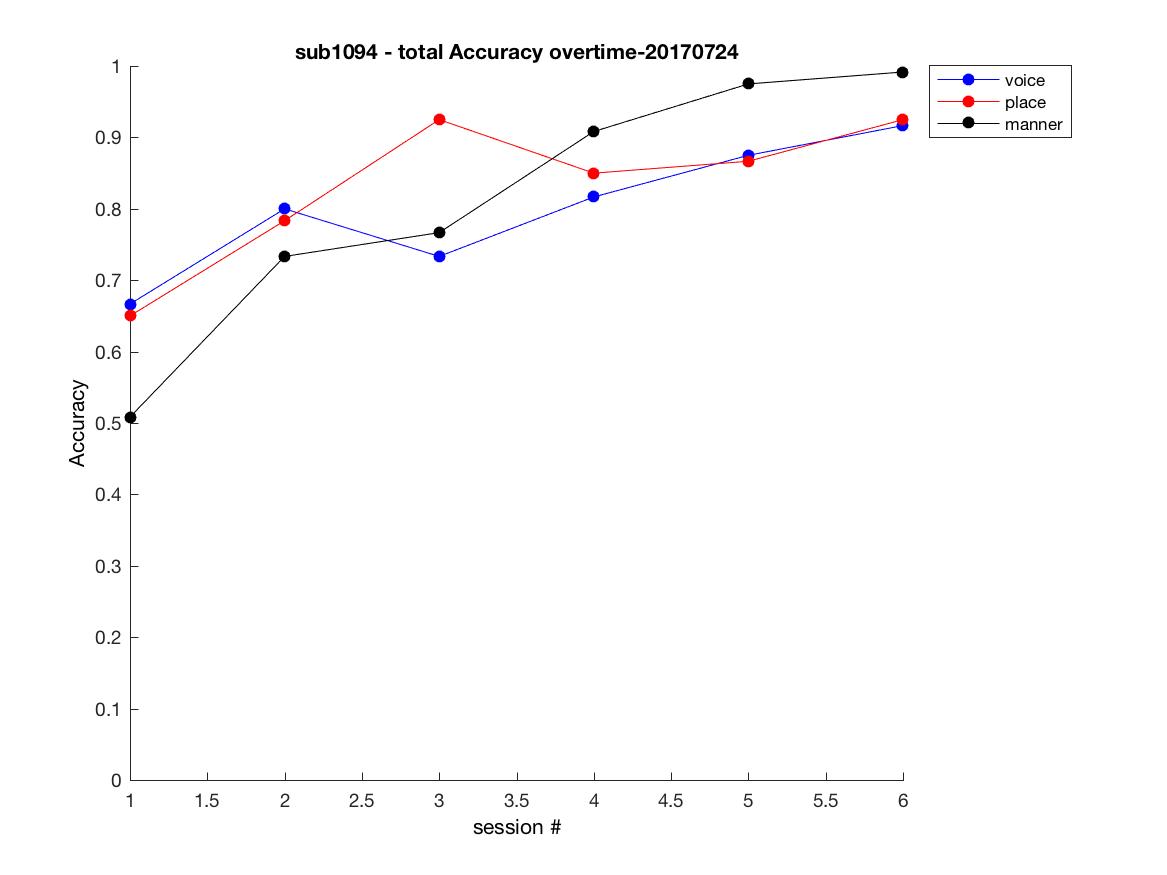 sub1094 - total Accuracy overtime-20170724
voice
place
manner
Accuracy
1
0.9
0.8
0.7
0.6
0.5
0.4
0.3
0.2
0.1
0
1 1.5 2 2.5 3 3.5 4 4.5 5 5.5 6
session #